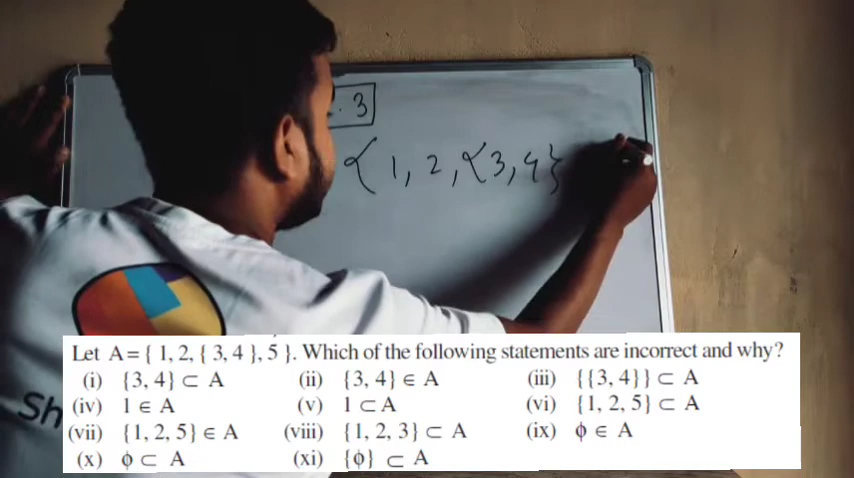 . 3
{ 1, 2, { 3, 4 }
Sh
Let A = { 1, 2, { 3, 4 }, 5 }. Which of the following statements are incorrect and why?
(i) {3, 4} ⊂ A (ii) {3, 4} ∈ A (iii) {{3, 4}} ⊂ A
(iv) 1 ∈ A (v) 1 ⊂ A (vi) {1, 2, 5} ⊂ A
(vii) {1, 2, 5} ∈ A (viii) {1, 2, 3} ⊂ A (ix) ϕ ∈ A
(x) ϕ ⊂ A (xi) {ϕ} ⊂ A